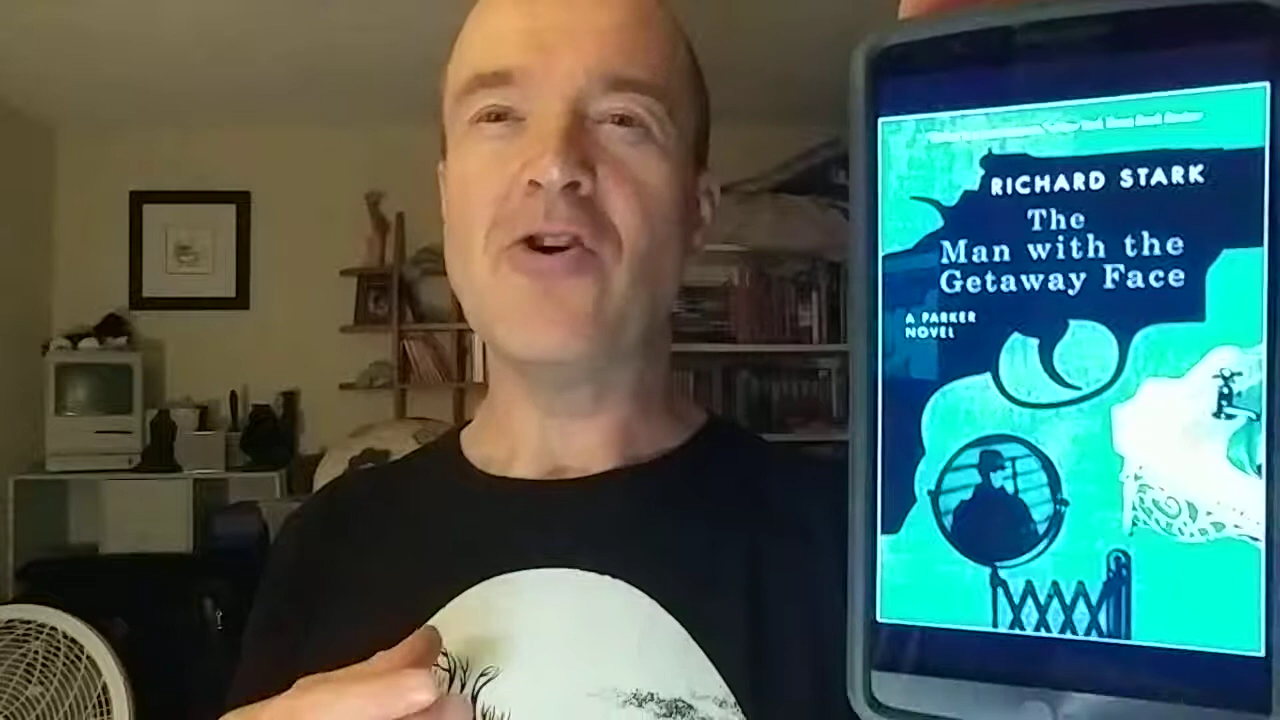 RICHARD STARK
The
Man with the
Getaway Face
A PARKER
NOVEL